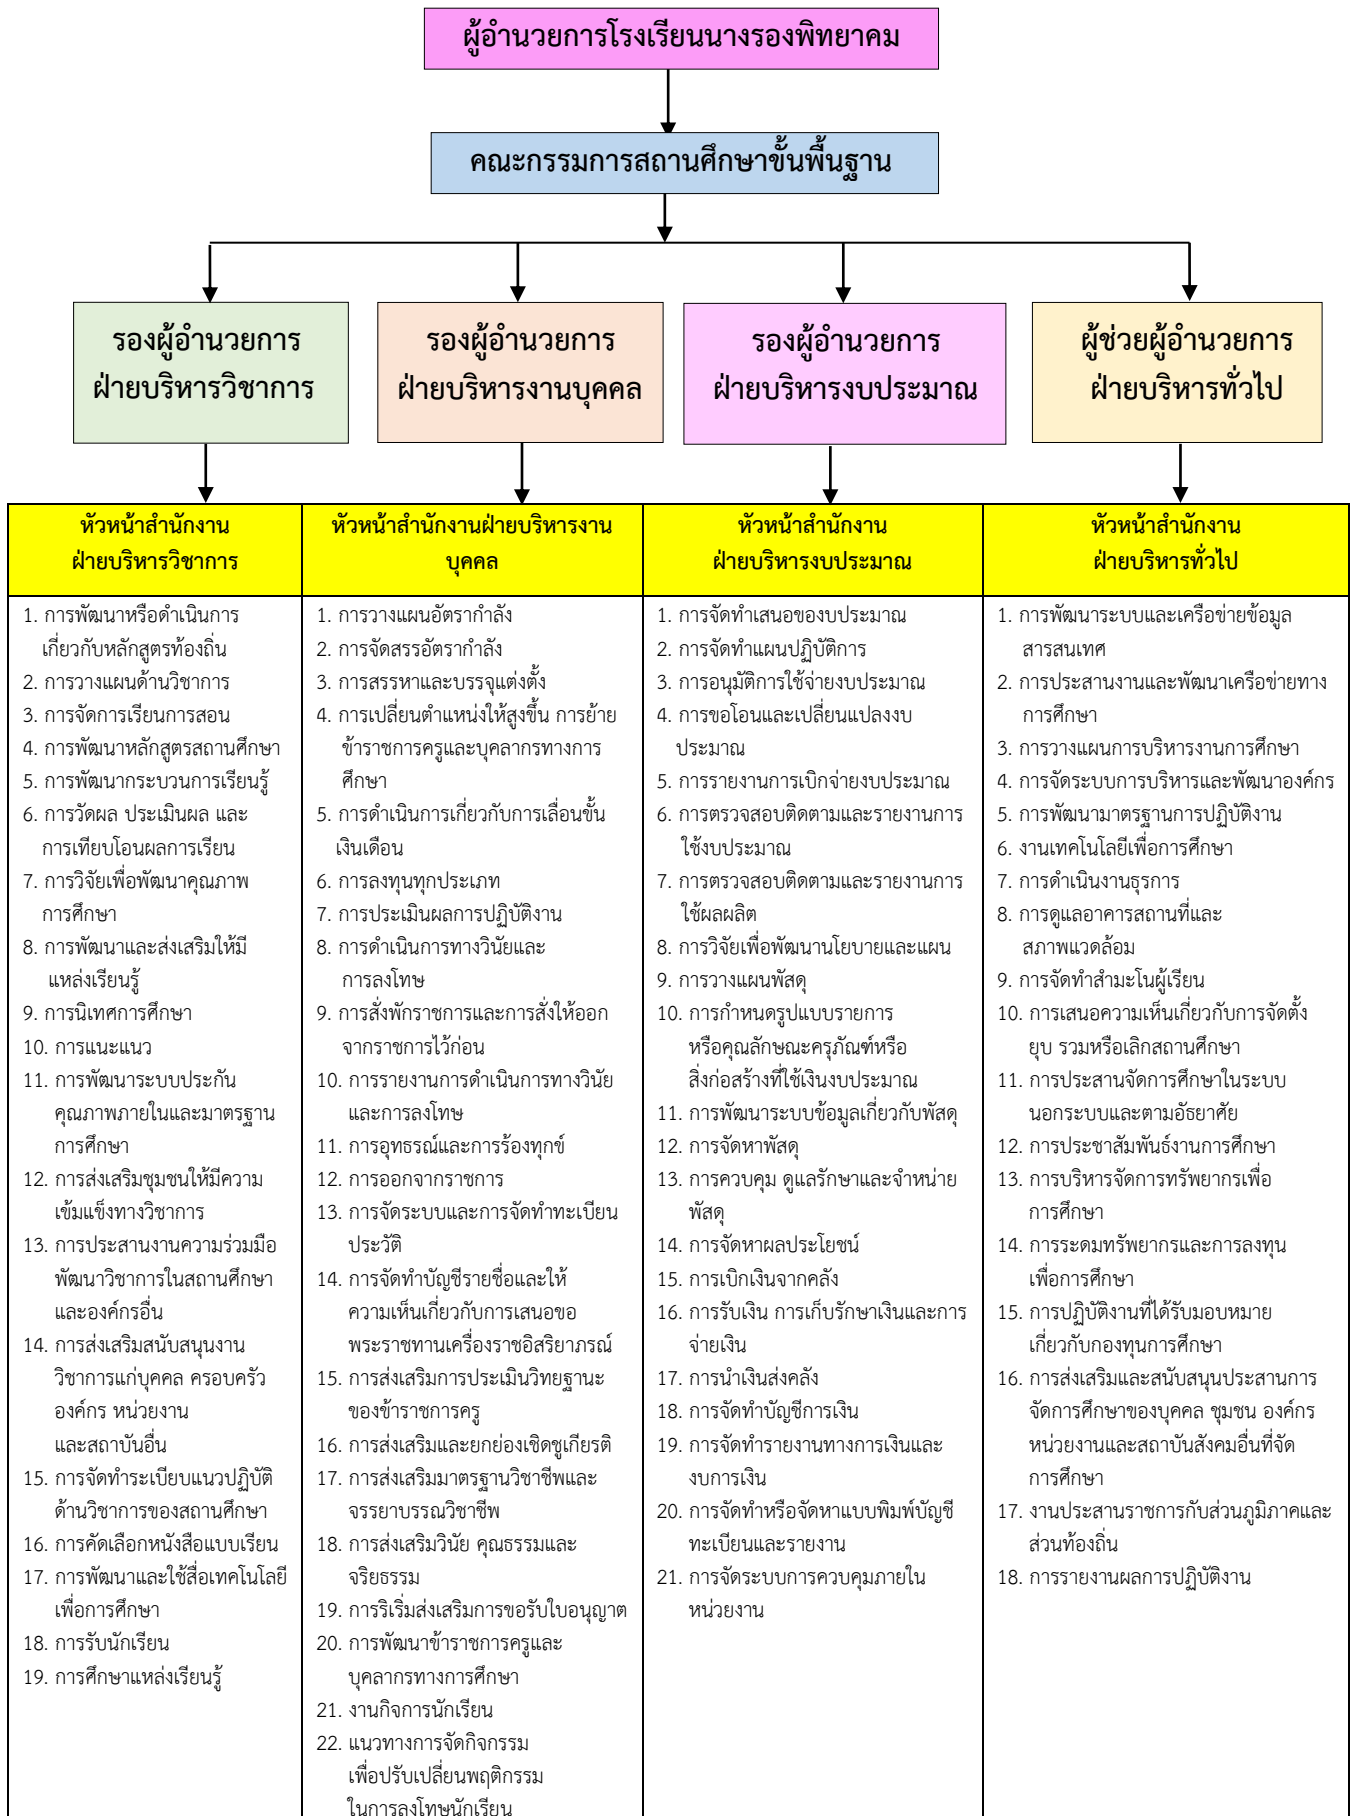 ผู้อำนวยการโรงเรียนนางรองพิทยาคม
คณะกรรมการสถานศึกษาขั้นพื้นฐาน
รองผู้อำนวยการ
ฝ่ายบริหารวิชาการ
รองผู้อำนวยการ
ฝ่ายบริหารงานบุคคล
รองผู้อำนวยการ
ฝ่ายบริหารงบประมาณ
ผู้ช่วยผู้อำนวยการ
ฝ่ายบริหารทั่วไป
หัวหน้าสำนักงาน
ฝ่ายบริหารวิชาการ
1. การพัฒนาหรือดำเนินการ
เกี่ยวกับหลักสูตรท้องถิ่น
2. การวางแผนด้านวิชาการ
3. การจัดการเรียนการสอน
4. การพัฒนาหลักสูตรสถานศึกษา
5. การพัฒนากระบวนการเรียนรู้
6. การวัดผล ประเมินผล และ
การเทียบโอนผลการเรียน
7. การวิจัยเพื่อพัฒนาคุณภาพ
การศึกษา
8. การพัฒนาและส่งเสริมให้มี
แหล่งเรียนรู้
9. การนิเทศการศึกษา
10. การแนะแนว
11. การพัฒนาระบบประกัน
คุณภาพภายในและมาตรฐาน
การศึกษา
12. การส่งเสริมชุมชนให้มีความ
เข้มแข็งทางวิชาการ
13. การประสานงานความร่วมมือ
พัฒนาวิชาการในสถานศึกษา
และองค์กรอื่น
14. การส่งเสริมสนับสนุนงาน
วิชาการแก่บุคคล ครอบครัว
องค์กร หน่วยงาน
และสถาบันอื่น
15. การจัดทำระเบียบแนวปฏิบัติ
ด้านวิชาการของสถานศึกษา
16. การคัดเลือกหนังสือแบบเรียน
17. การพัฒนาและใช้สื่อเทคโนโลยี
เพื่อการศึกษา
18. การรับนักเรียน
19. การศึกษาแหล่งเรียนรู้
หัวหน้าสำนักงานฝ่ายบริหารงาน
บุคคล
1. การวางแผนอัตรากำลัง
2. การจัดสรรอัตรากำลัง
3. การสรรหาและบรรจุแต่งตั้ง
4. การเปลี่ยนตำแหน่งให้สูงขึ้น การย้าย
ข้าราชการครูและบุคลากรทางการ
ศึกษา
5. การดำเนินการเกี่ยวกับการเลื่อนขั้น
เงินเดือน
6. การลงทุนทุกประเภท
7. การประเมินผลการปฏิบัติงาน
8. การดำเนินการทางวินัยและ
การลงโทษ
9. การสั่งพักราชการและการสั่งให้ออก
จากราชการไว้ก่อน
10. การรายงานการดำเนินการทางวินัย
และการลงโทษ
11. การอุทธรณ์และการร้องทุกข์
12. การออกจากราชการ
13. การจัดระบบและการจัดทำทะเบียน
ประวัติ
14. การจัดทำบัญชีรายชื่อและให้
ความเห็นเกี่ยวกับการเสนอขอ
พระราชทานเครื่องราชอิสริยาภรณ์
15. การส่งเสริมการประเมินวิทยฐานะ
ของข้าราชการครู
16. การส่งเสริมและยกย่องเชิดชูเกียรติ
17. การส่งเสริมมาตรฐานวิชาชีพและ
จรรยาบรรณวิชาชีพ
18. การส่งเสริมวินัย คุณธรรมและ
จริยธรรม
19. การริเริ่มส่งเสริมการขอรับใบอนุญาต
20. การพัฒนาข้าราชการครูและ
บุคลากรทางการศึกษา
21. งานกิจการนักเรียน
22. แนวทางการจัดกิจกรรม
เพื่อปรับเปลี่ยนพฤติกรรม
ในการลงโทษนักเรียน
หัวหน้าสำนักงาน
ฝ่ายบริหารงบประมาณ
1. การจัดทำเสนอของบประมาณ
2. การจัดทำแผนปฏิบัติการ
3. การอนุมัติการใช้จ่ายงบประมาณ
4. การขอโอนและเปลี่ยนแปลงงบ
ประมาณ
5. การรายงานการเบิกจ่ายงบประมาณ
6. การตรวจสอบติดตามและรายงานการ
ใช้งบประมาณ
7. การตรวจสอบติดตามและรายงานการ
ใช้ผลผลิต
8. การวิจัยเพื่อพัฒนานโยบายและแผน
9. การวางแผนพัสดุ
10. การกำหนดรูปแบบรายการ
หรือคุณลักษณะครุภัณฑ์หรือ
สิ่งก่อสร้างที่ใช้เงินงบประมาณ
11. การพัฒนาระบบข้อมูลเกี่ยวกับพัสดุ
12. การจัดหาพัสดุ
13. การควบคุม ดูแลรักษาและจำหน่าย
พัสดุ
14. การจัดหาผลประโยชน์
15. การเบิกเงินจากคลัง
16. การรับเงิน การเก็บรักษาเงินและการ
จ่ายเงิน
17. การนำเงินส่งคลัง
18. การจัดทำบัญชีการเงิน
19. การจัดทำรายงานทางการเงินและ
งบการเงิน
20. การจัดทำหรือจัดหาแบบพิมพ์บัญชี
ทะเบียนและรายงาน
21. การจัดระบบการควบคุมภายใน
หน่วยงาน
หัวหน้าสำนักงาน
ฝ่ายบริหารทั่วไป
1. การพัฒนาระบบและเครือข่ายข้อมูล
สารสนเทศ
2. การประสานงานและพัฒนาเครือข่ายทาง
การศึกษา
3. การวางแผนการบริหารงานการศึกษา
4. การจัดระบบการบริหารและพัฒนาองค์กร
5. การพัฒนามาตรฐานการปฏิบัติงาน
6. งานเทคโนโลยีเพื่อการศึกษา
7. การดำเนินงานธุรการ
8. การดูแลอาคารสถานที่และ
สภาพแวดล้อม
9. การจัดทำสำมะโนผู้เรียน
10. การเสนอความเห็นเกี่ยวกับการจัดตั้ง
ยุบ รวมหรือเลิกสถานศึกษา
11. การประสานจัดการศึกษาในระบบ
นอกระบบและตามอัธยาศัย
12. การประชาสัมพันธ์งานการศึกษา
13. การบริหารจัดการทรัพยากรเพื่อ
การศึกษา
14. การระดมทรัพยากรและการลงทุน
เพื่อการศึกษา
15. การปฏิบัติงานที่ได้รับมอบหมาย
เกี่ยวกับกองทุนการศึกษา
16. การส่งเสริมและสนับสนุนประสานการ
จัดการศึกษาของบุคคล ชุมชน องค์กร
หน่วยงานและสถาบันสังคมอื่นที่จัด
การศึกษา
17. งานประสานราชการกับส่วนภูมิภาคและ
ส่วนท้องถิ่น
18. การรายงานผลการปฏิบัติงาน